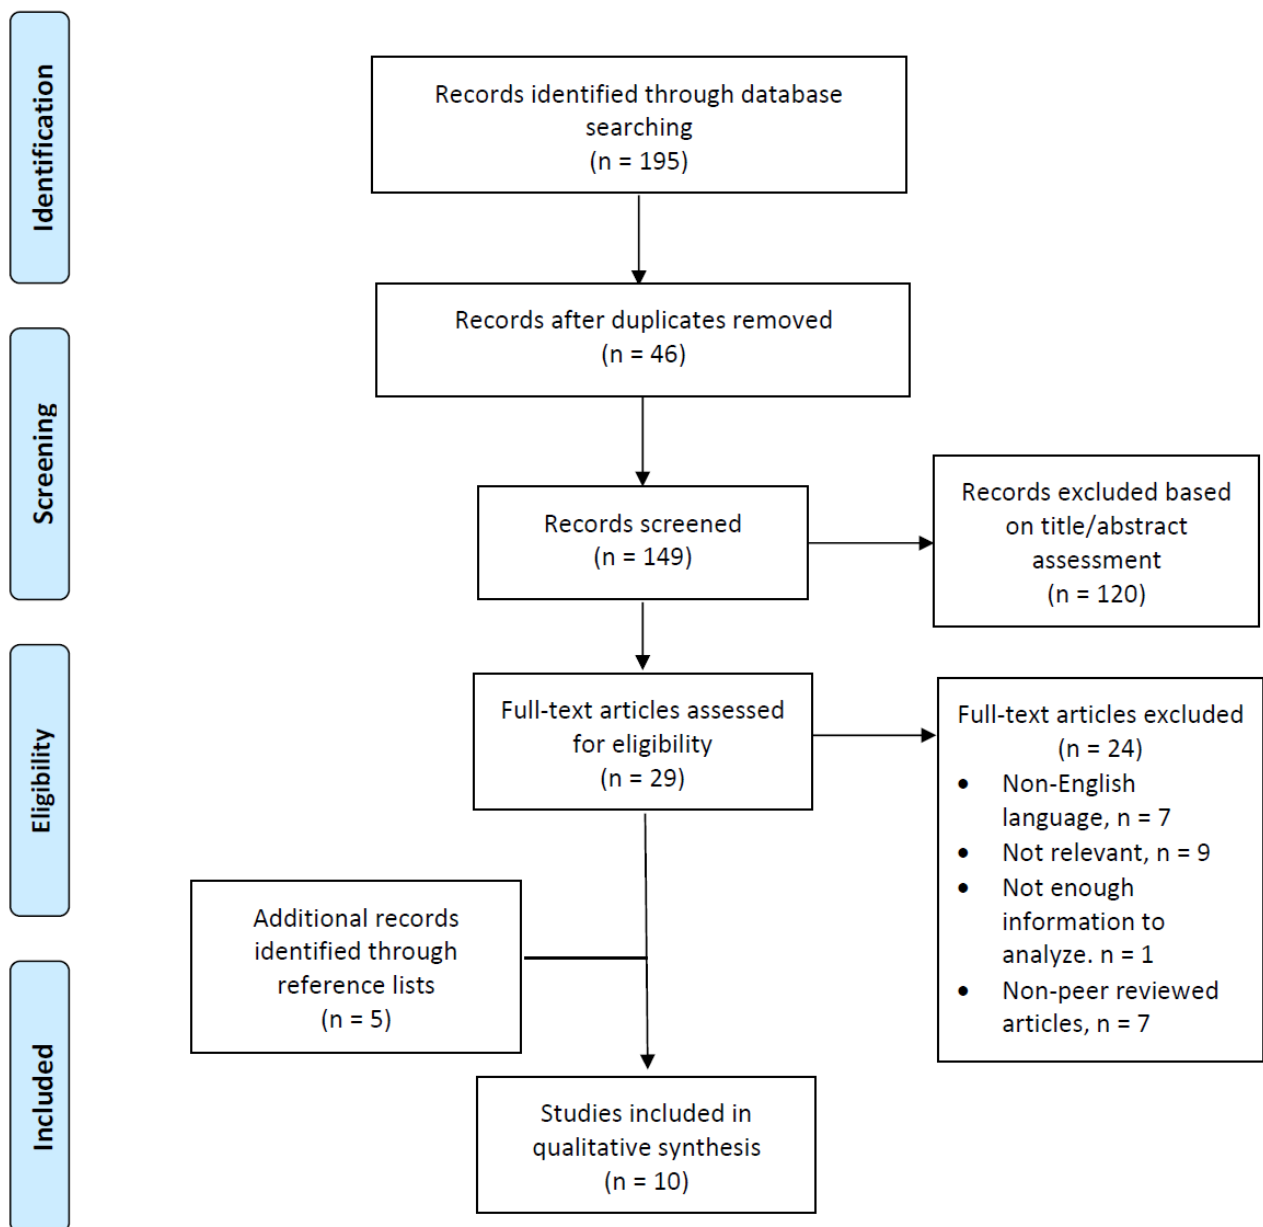 Identification
Records identified through database
searching
(n = 195)
Records after duplicates removed
(n = 46)
Screening
Records screened
(n = 149)
Records excluded based
on title/abstract
assessment
(n = 120)
Eligibility
Full-text articles assessed
for eligibility
(n = 29)
Full-text articles excluded
(n = 24)
• Non-English
language, n = 7
• Not relevant, n = 9
• Not enough
information to
analyze. n = 1
• Non-peer reviewed
articles, n = 7
Additional records
identified through
reference lists
(n = 5)
Included
Studies included in
qualitative synthesis
(n = 10)